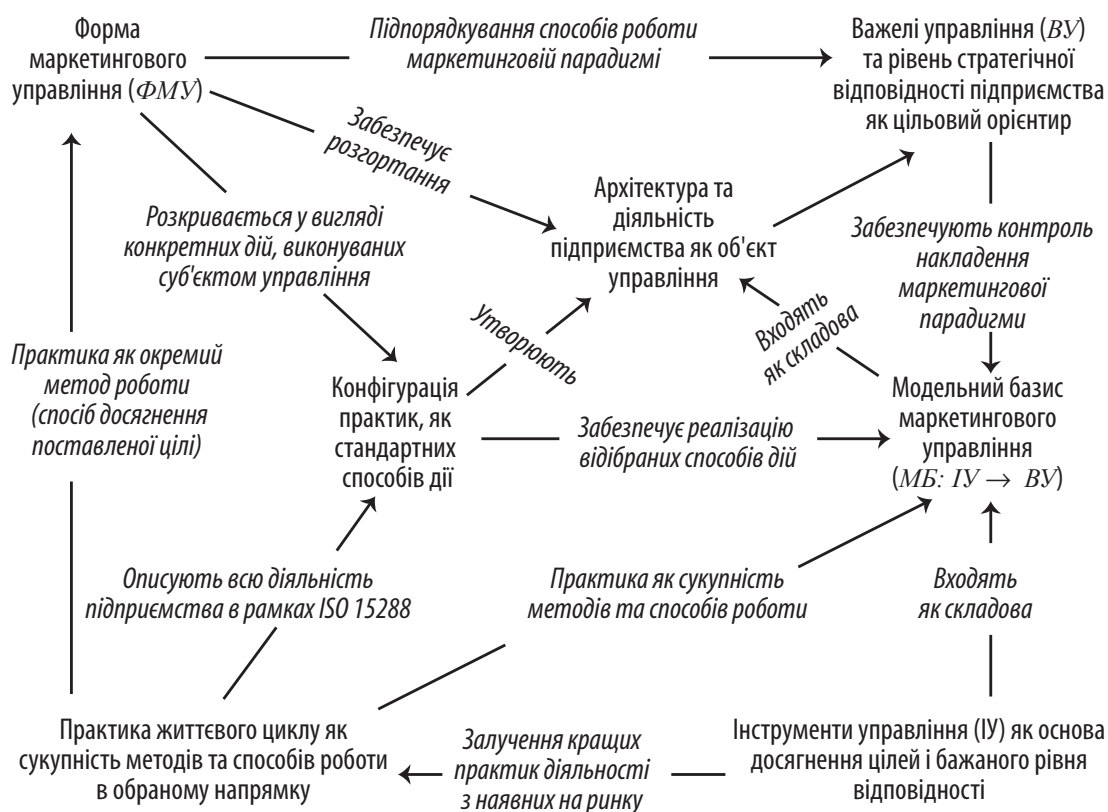 Форма
маркетингового
управління (ФМУ)
Підпорядкування способів роботи
маркетинговій парадигмі
Важелі управління (ВУ)
та рівень стратегічної
відповідності підприємства
як цільовий орієнтир
Забезпечує
розгортання
Архітектура та
діяльність
підприємства як об'єкт
управління
Розкривається у вигляді
конкретних дій, виконуваних
суб'єктом управління
Забезпечують контроль
накладення
маркетингової
парадигми
Утворюють
Входять
як складова
Практика як окремий
метод роботи
(спосіб досягнення
поставленої цілі)
Конфігурація
практик, як
стандартних
способів дії
Забезпечує реалізацію
відібраних способів дій
Модельний базис
маркетингового
управління
(МБ: ІУ → ВУ)
Описують всю діяльність
підприємства в рамках ISO 15288
Практика як сукупність
методів та способів роботи
Входять
як складова
Практика життєвого циклу як
сукупність методів та способів роботи
в обраному напрямку
Залучення кращих
практик діяльності
з наявних на ринку
Інструменти управління (ІУ) як основа
досягнення цілей і бажаного рівня
відповідності